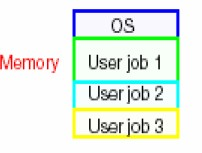 OS
Memory
User job 1
User job 2
User job 3